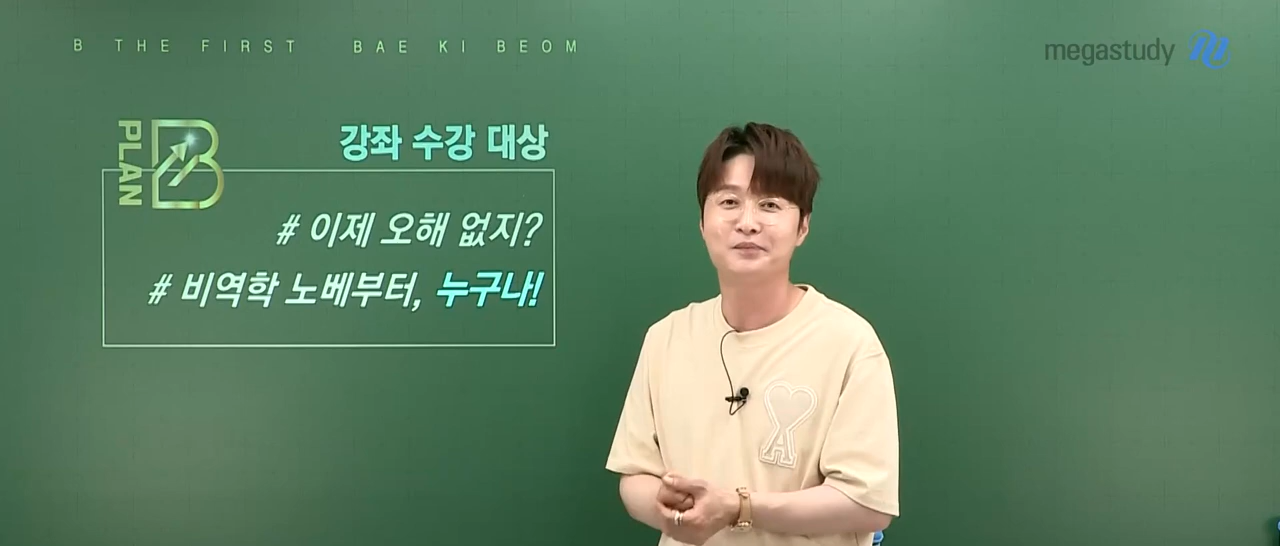 B THE FIRST BAE KI BEOM
megastudy
PLAN B
강좌 수강 대상
# 이제 오해 없지?
# 비역학 노베부터, 누구나!
A